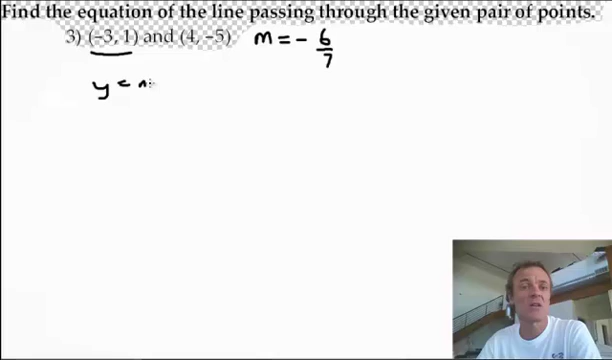 Find the equation of the line passing through the given pair of points.
3) (−3, 1) and (4, −5) m = − 6/7
y = m